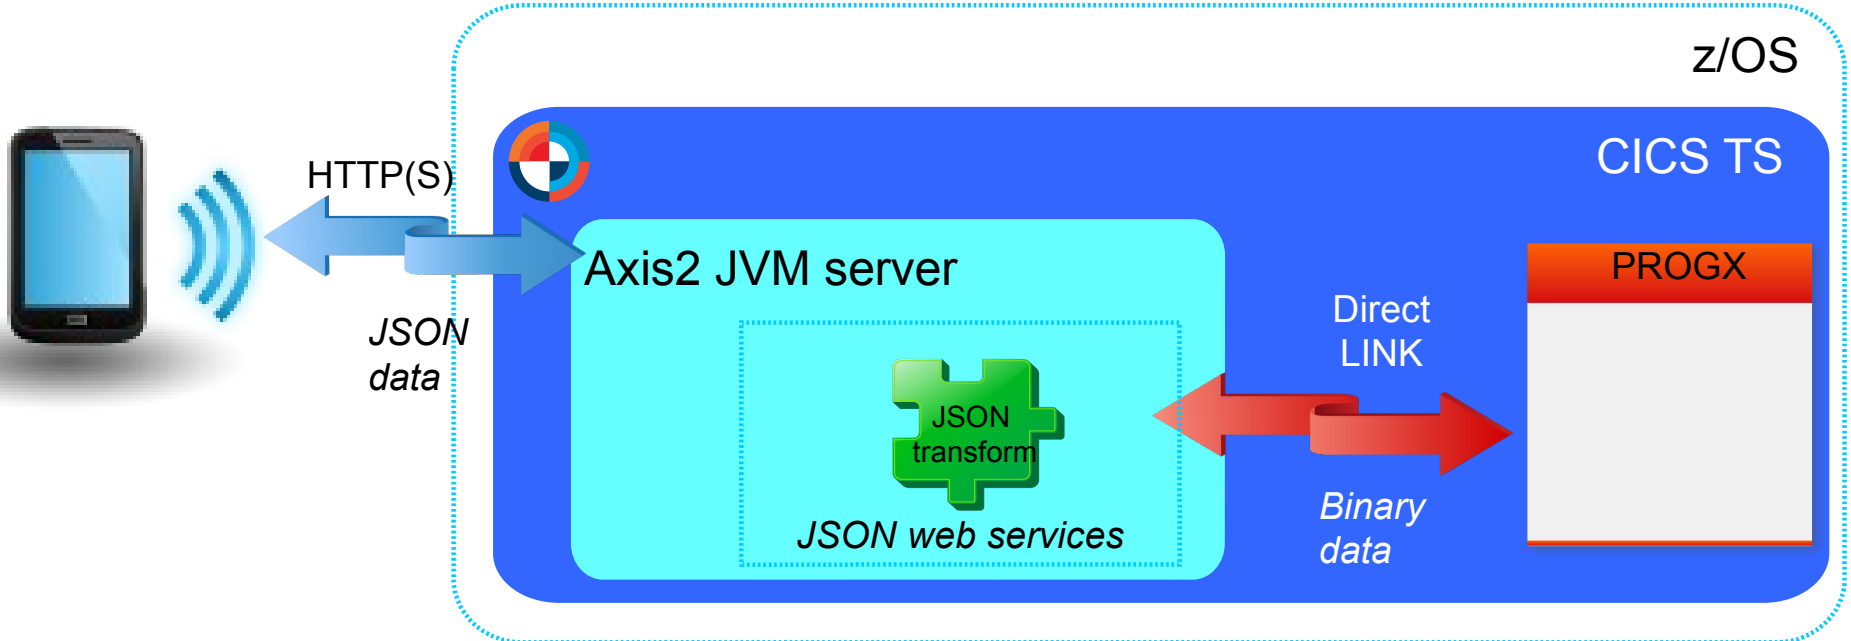 z/OS
CICS TS
HTTP(S)
Axis2 JVM server
PROGX
JSON
data
Direct
LINK
JSON
transform
JSON web services
Binary
data